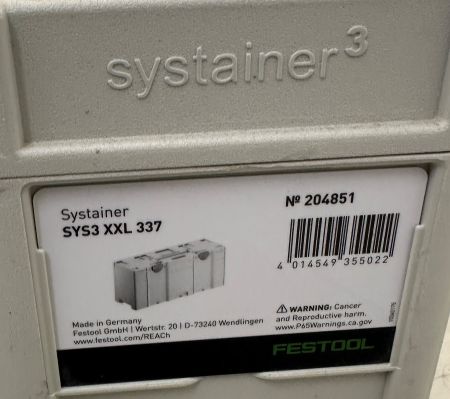 systainer³
Systainer
SYS3 XXL 337
Nº 204851
4 014549 355022
Made in Germany
Festool GmbH | Wertstr. 20 | D-73240 Wendlingen
www.festool.com/REACh
⚠ WARNING: Cancer
and Reproductive harm.
www.P65Warnings.ca.gov
FESTOOL